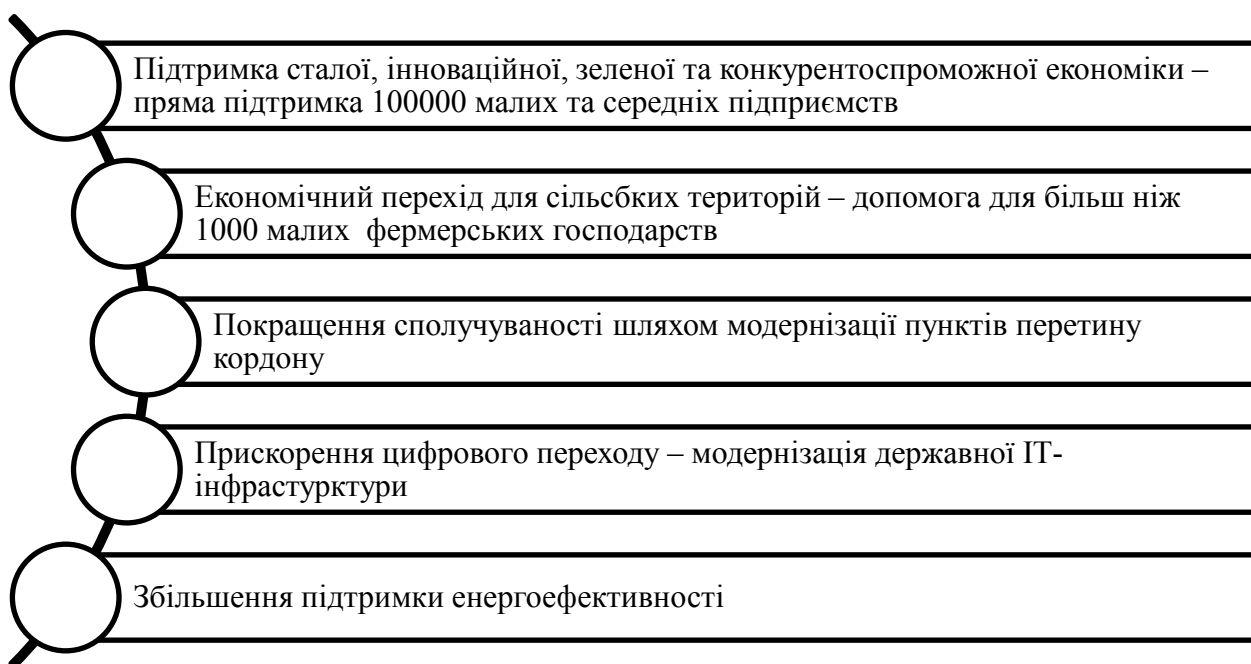 Підтримка сталої, інноваційної, зеленої та конкурентоспроможної економіки –
пряма підтримка 100000 малих та середніх підприємств
Економічний перехід для сільсбких територій – допомога для більш ніж
1000 малих  фермерських господарств
Покращення сполучуваності шляхом модернізації пунктів перетину
кордону
Прискорення цифрового переходу – модернізація державної ІТ-
інфрастурктури
Збільшення підтримки енергоефективності